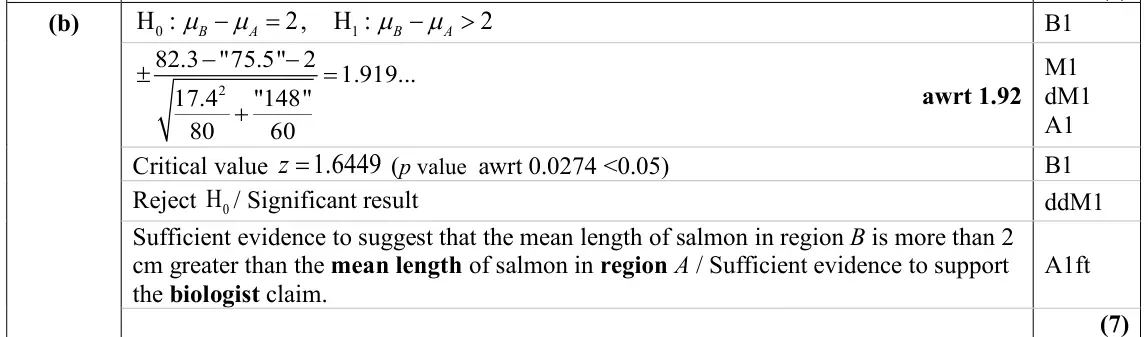 (b) H₀ : μ_B − μ_A = 2, H₁ : μ_B − μ_A > 2 B1
± (82.3 − "75.5" − 2) / √(17.4²/80 + "148"/60) = 1.919...
awrt 1.92
M1
dM1
A1
Critical value z = 1.6449 (p value awrt 0.0274 <0.05) B1
Reject H₀ / Significant result ddM1
Sufficient evidence to suggest that the mean length of salmon in region B is more than 2
cm greater than the mean length of salmon in region A / Sufficient evidence to support
the biologist claim.
A1ft
(7)